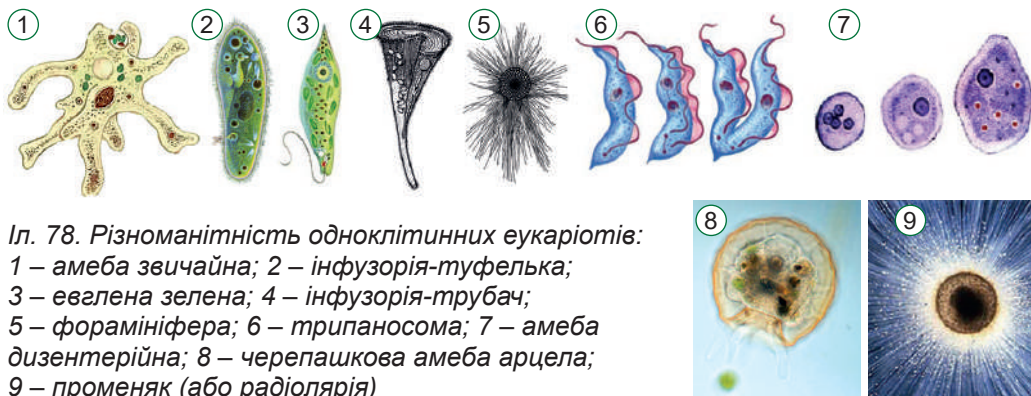 1 2 3 4 5 6 7
8 9
Іл. 78. Різноманітність одноклітинних еукаріотів:
1 – амеба звичайна; 2 – інфузорія-туфелька;
3 – евглена зелена; 4 – інфузорія-трубач;
5 – форамініфера; 6 – трипаносома; 7 – амеба
дизентерійна; 8 – черепашкова амеба арцела;
9 – променяк (або радіолярія)